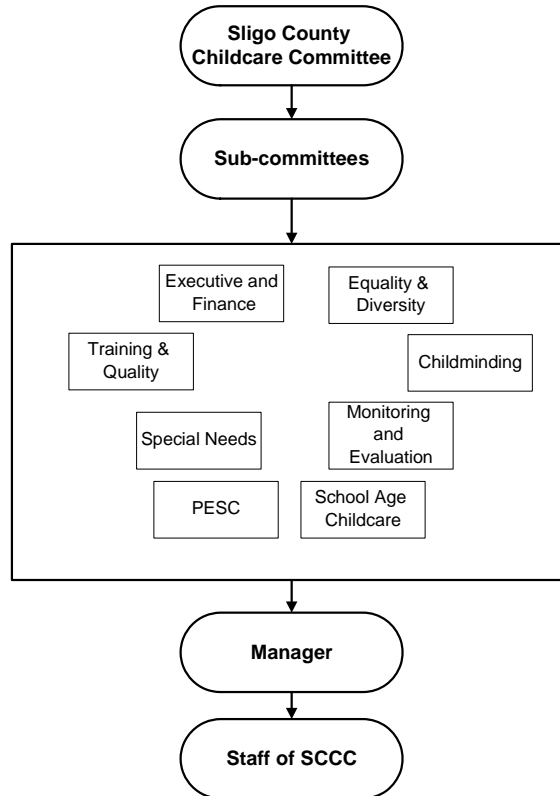 Sligo County
Childcare Committee
Sub-committees
Executive and
Finance
Equality &
Diversity
Training &
Quality
Childminding
Special Needs
Monitoring
and
Evaluation
PESC
School Age
Childcare
Manager
Staff of SCCC